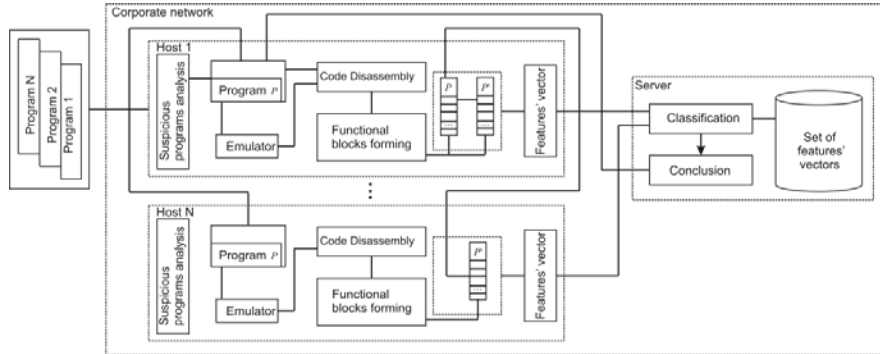 Corporate network
Program N
Program 2
Program 1
Host 1
Suspicious
programs analysis
Program P
Emulator
Code Disassembly
Functional
blocks forming
P
P'
...
...
Features' vector
Server
Classification
Conclusion
Set of
features'
vectors
...
Host N
Suspicious
programs analysis
Program P
Emulator
Code Disassembly
Functional
blocks forming
P'
...
Features' vector